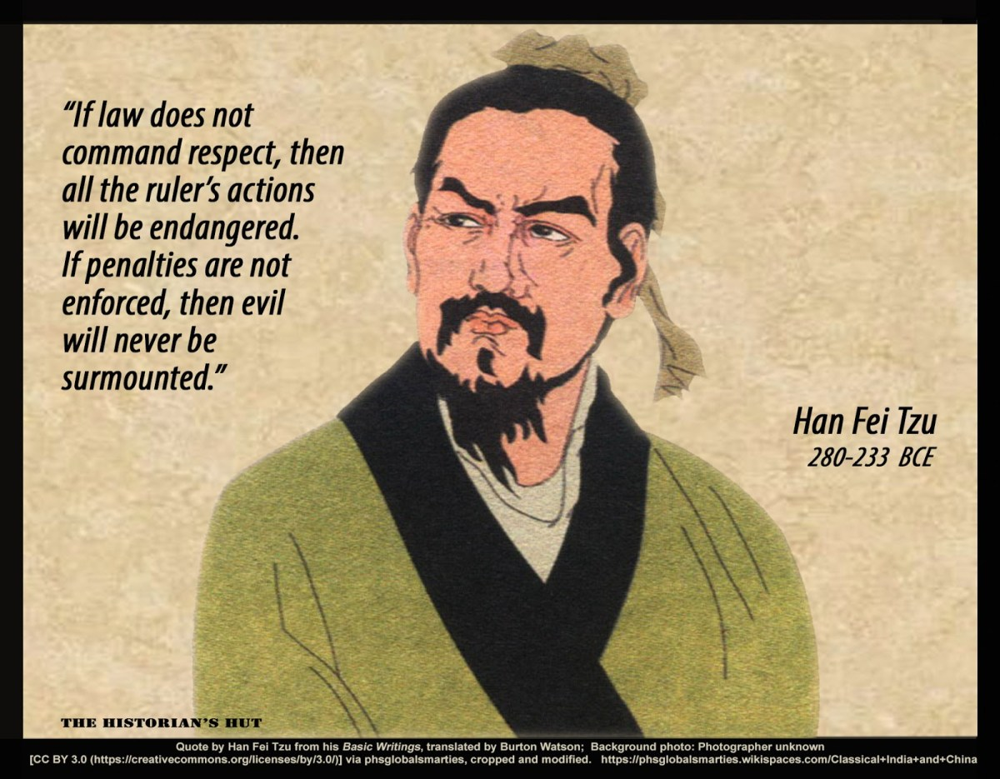 “If law does not
command respect, then
all the ruler’s actions
will be endangered.
If penalties are not
enforced, then evil
will never be
surmounted.”
Han Fei Tzu
280-233 BCE
THE HISTORIAN’S HUT
Quote by Han Fei Tzu from his Basic Writings, translated by Burton Watson; Background photo: Photographer unknown
[CC BY 3.0 (https://creativecommons.org/licenses/by/3.0/)] via phsglobalsmarties, cropped and modified. https://phsglobalsmarties.wikispaces.com/Classical+India+and+China